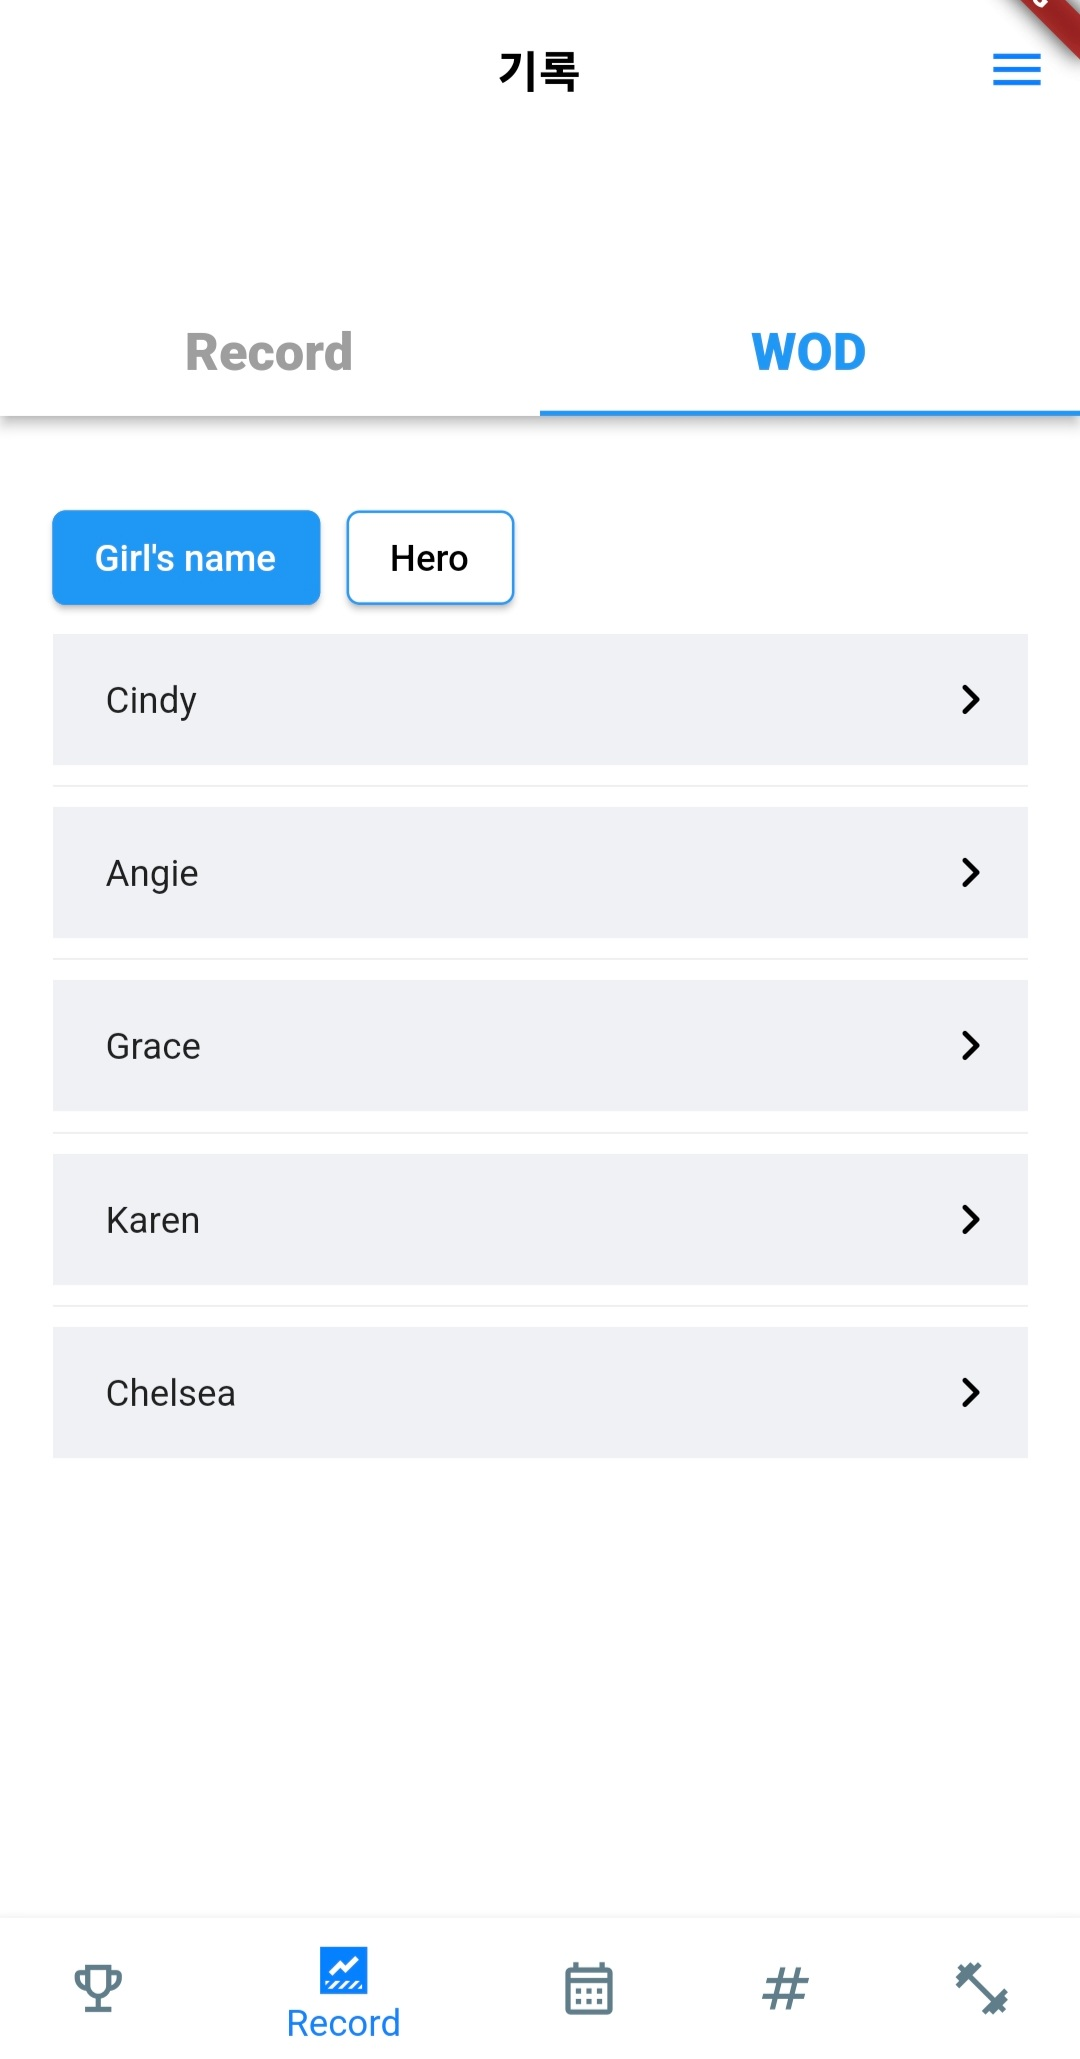 기록
Record
WOD
Girl's name
Hero
Cindy
Angie
Grace
Karen
Chelsea
Record